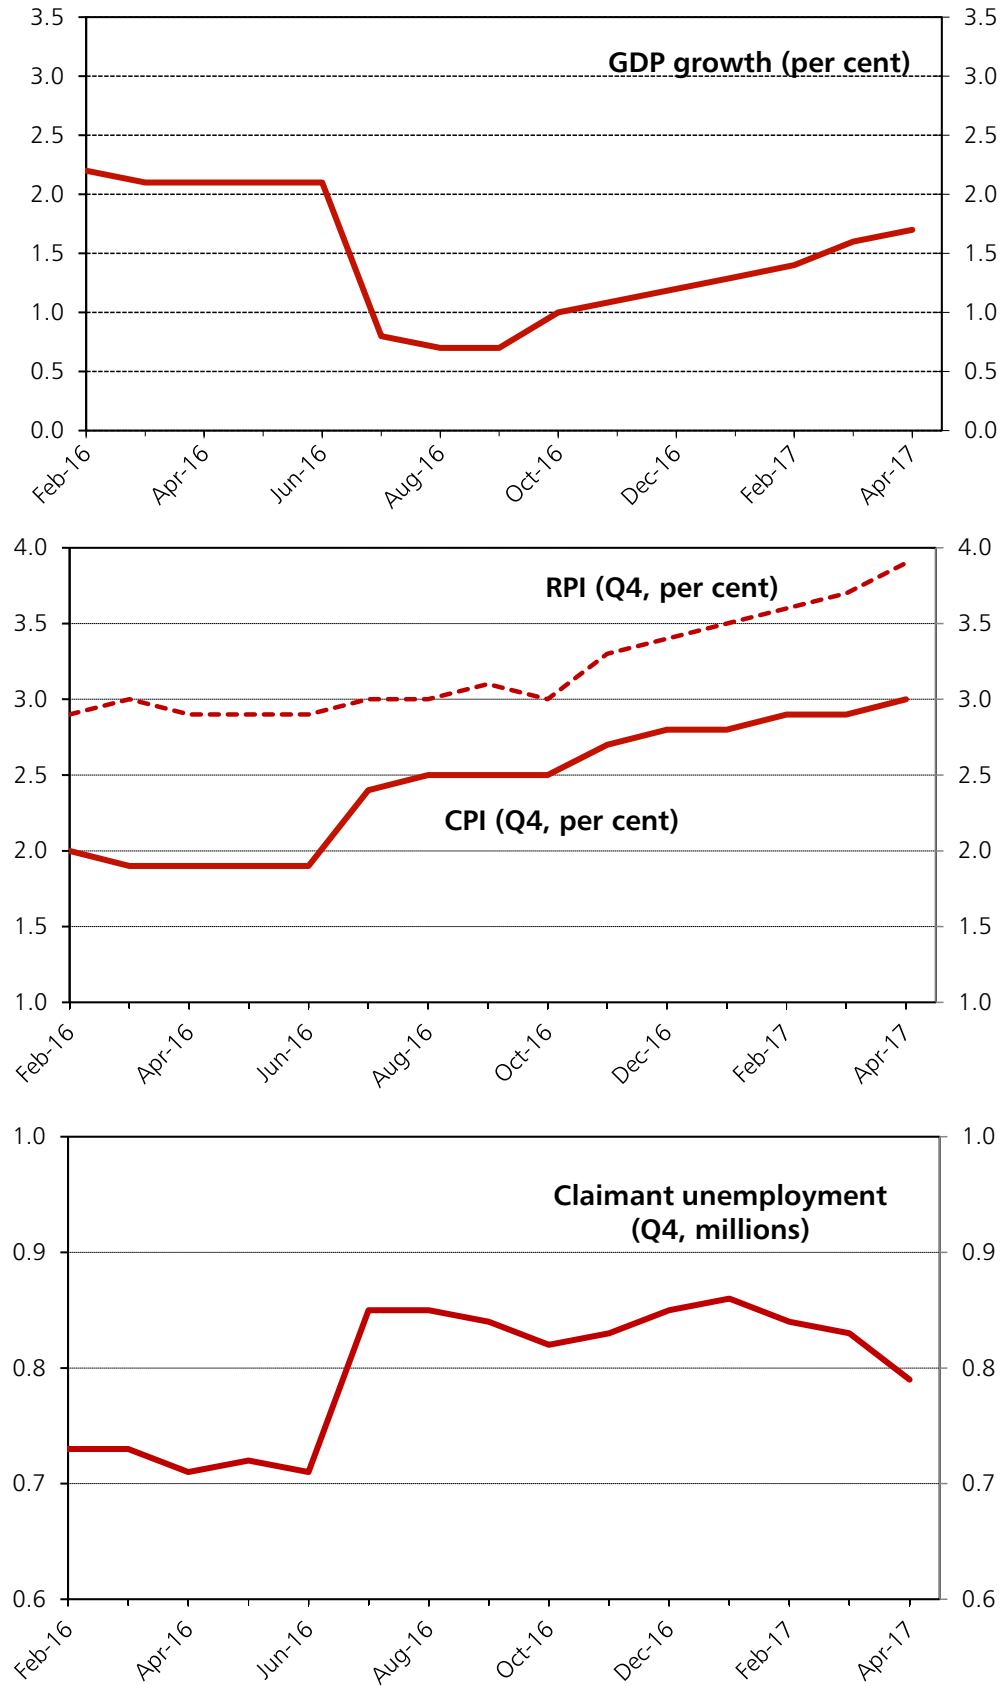 GDP growth (per cent)
3.5 3.5
3.0 3.0
2.5 2.5
2.0 2.0
1.5 1.5
1.0 1.0
0.5 0.5
0.0 0.0
Feb-16 Apr-16 Jun-16 Aug-16 Oct-16 Dec-16 Feb-17 Apr-17
4.0 4.0
RPI (Q4, per cent)
3.5 3.5
3.0 3.0
2.5 2.5
CPI (Q4, per cent)
2.0 2.0
1.5 1.5
1.0 1.0
Feb-16 Apr-16 Jun-16 Aug-16 Oct-16 Dec-16 Feb-17 Apr-17
1.0 1.0
Claimant unemployment
(Q4, millions)
0.9 0.9
0.8 0.8
0.7 0.7
0.6 0.6
Feb-16 Apr-16 Jun-16 Aug-16 Oct-16 Dec-16 Feb-17 Apr-17